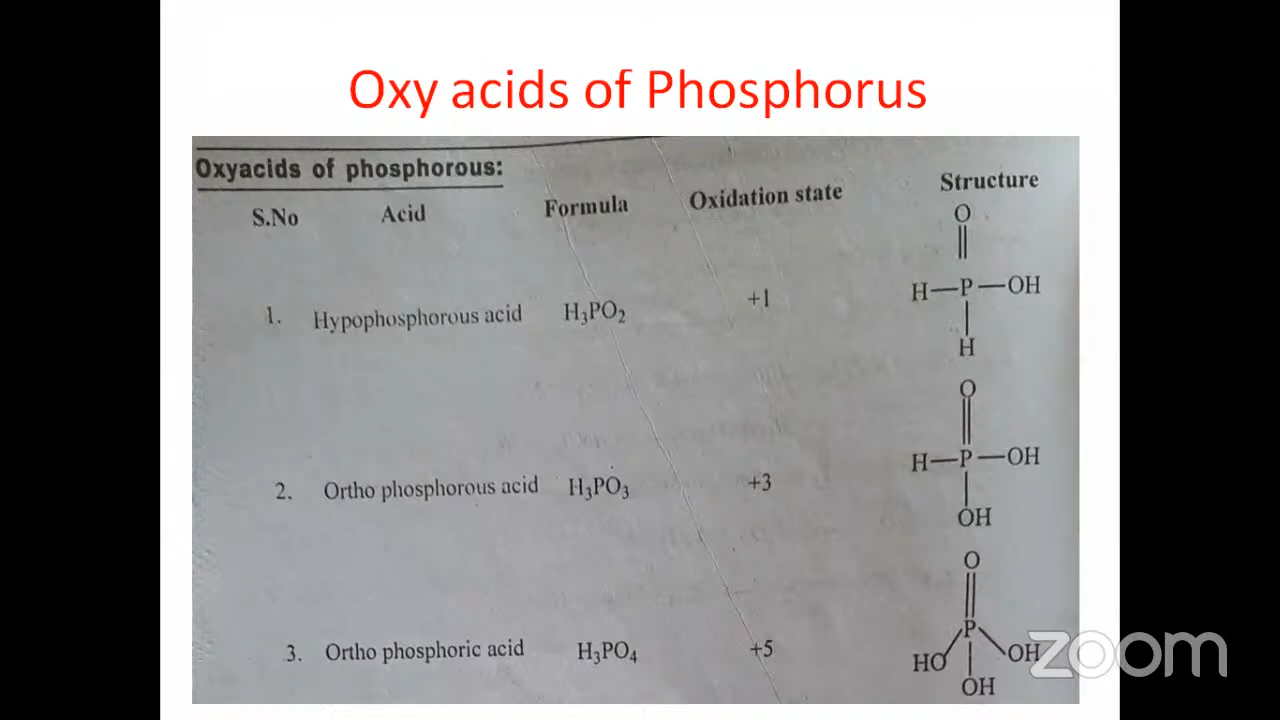 Oxy acids of Phosphorus
Oxyacids of phosphorous:
S.No Acid Formula Oxidation state Structure
O
1. Hypophosphorous acid H₃PO₂ +1 H—P—OH
H
O
2. Ortho phosphorous acid H₃PO₃ +3 H—P—OH
OH
O
P
3. Ortho phosphoric acid H₃PO₄ +5 HO OH
OH
zoom